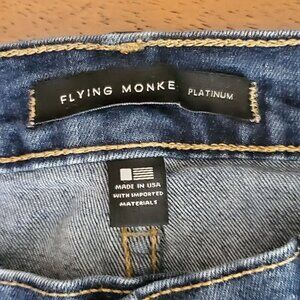 FLYING MONKE PLATINUM
MADE IN USA
WITH IMPORTED
MATERIALS